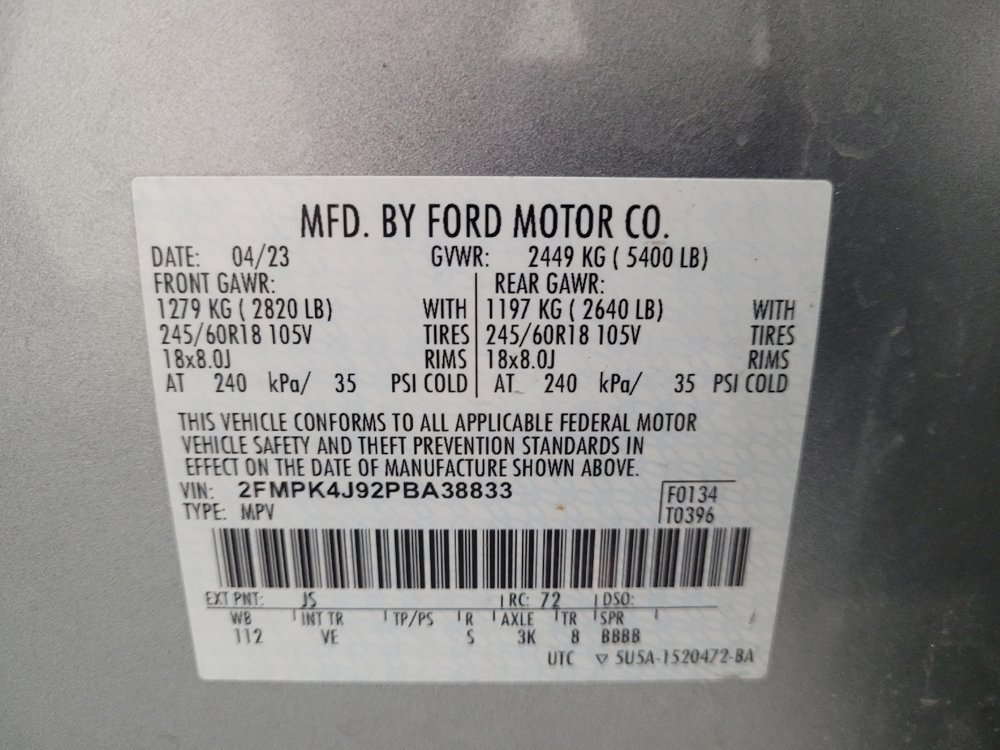 MFD. BY FORD MOTOR CO.
DATE: 04/23 GVWR: 2449 KG ( 5400 LB)
FRONT GAWR: REAR GAWR:
1279 KG ( 2820 LB) WITH 1197 KG ( 2640 LB) WITH
245/60R18 105V TIRES 245/60R18 105V TIRES
18x8.0J RIMS 18x8.0J RIMS
AT 240 kPa/ 35 PSI COLD AT 240 kPa/ 35 PSI COLD
THIS VEHICLE CONFORMS TO ALL APPLICABLE FEDERAL MOTOR
VEHICLE SAFETY AND THEFT PREVENTION STANDARDS IN
EFFECT ON THE DATE OF MANUFACTURE SHOWN ABOVE.
VIN: 2FMPK4J92PBA38833 F0134
TYPE: MPV T0396
EXT PNT: JS RC: 72 DSO:
WB INT TR TP/PS R AXLE TR SPR
112 VE S 3K 8 BBBB
UTC ▽ 5U5A-1520472-BA